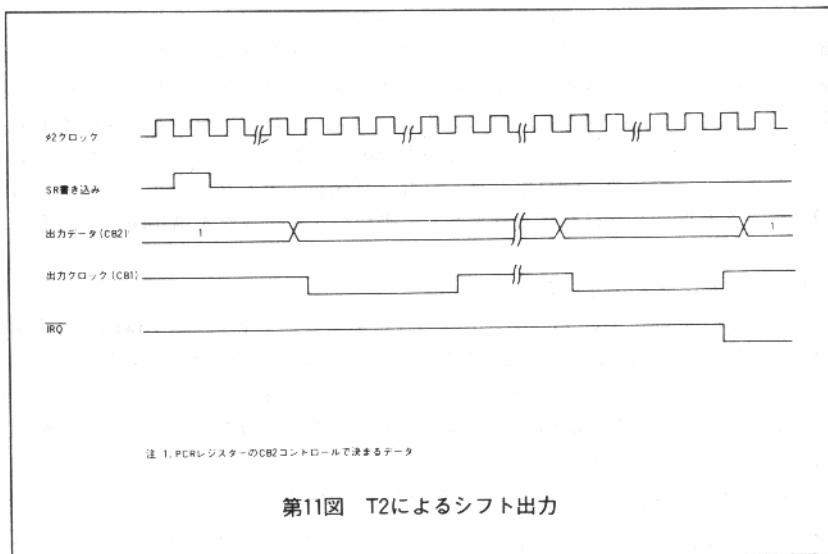 φ2クロック
SR書き込み
出力データ(CB2)
1
1
出力クロック(CB1)
IRQ
注 1. PCRレジスターのCB2コントロールで決まるデータ
第11図 T2によるシフト出力